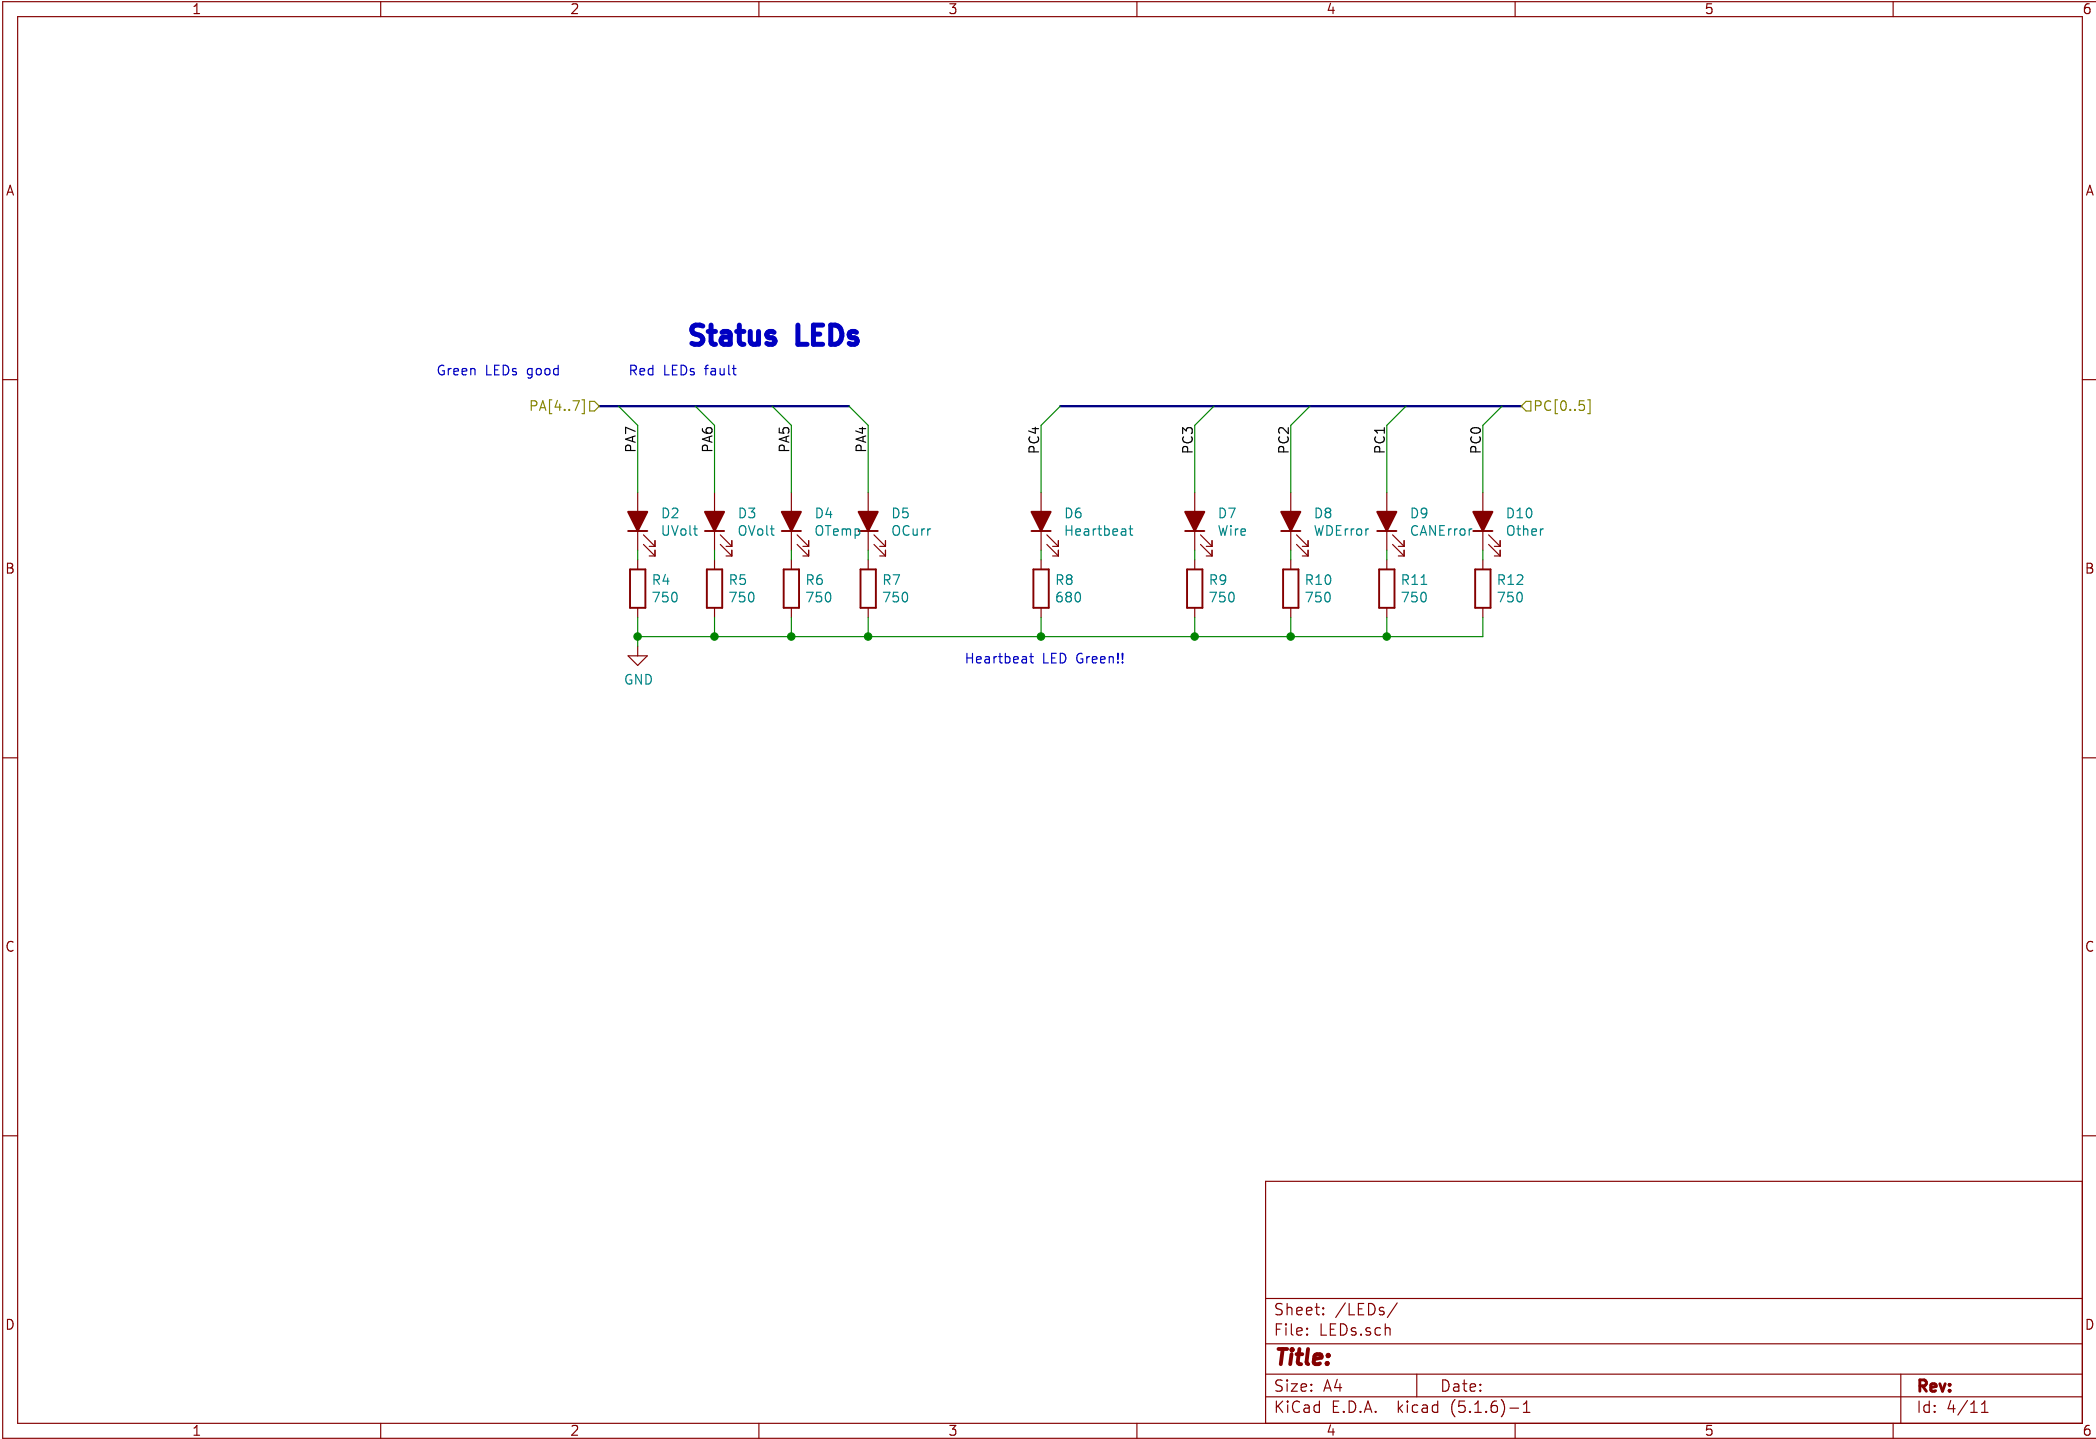 1 2 3 4 5 6
A A
Status LEDs
Green LEDs good Red LEDs fault
PA[4..7] PC[0..5]
PA7 PA6 PA5 PA4 PC4 PC3 PC2 PC1 PC0
D2 D3 D4 D5 D6 D7 D8 D9 D10
UVolt OVolt OTemp OCurr Heartbeat Wire WDError CANError Other
B B
R4 R5 R6 R7 R8 R9 R10 R11 R12
750 750 750 750 680 750 750 750 750
Heartbeat LED Green!!
GND
C C
D D
Sheet: /LEDs/
File: LEDs.sch
Title:
Size: A4 Date: Rev:
KiCad E.D.A. kicad (5.1.6)-1 Id: 4/11
1 2 3 4 5 6